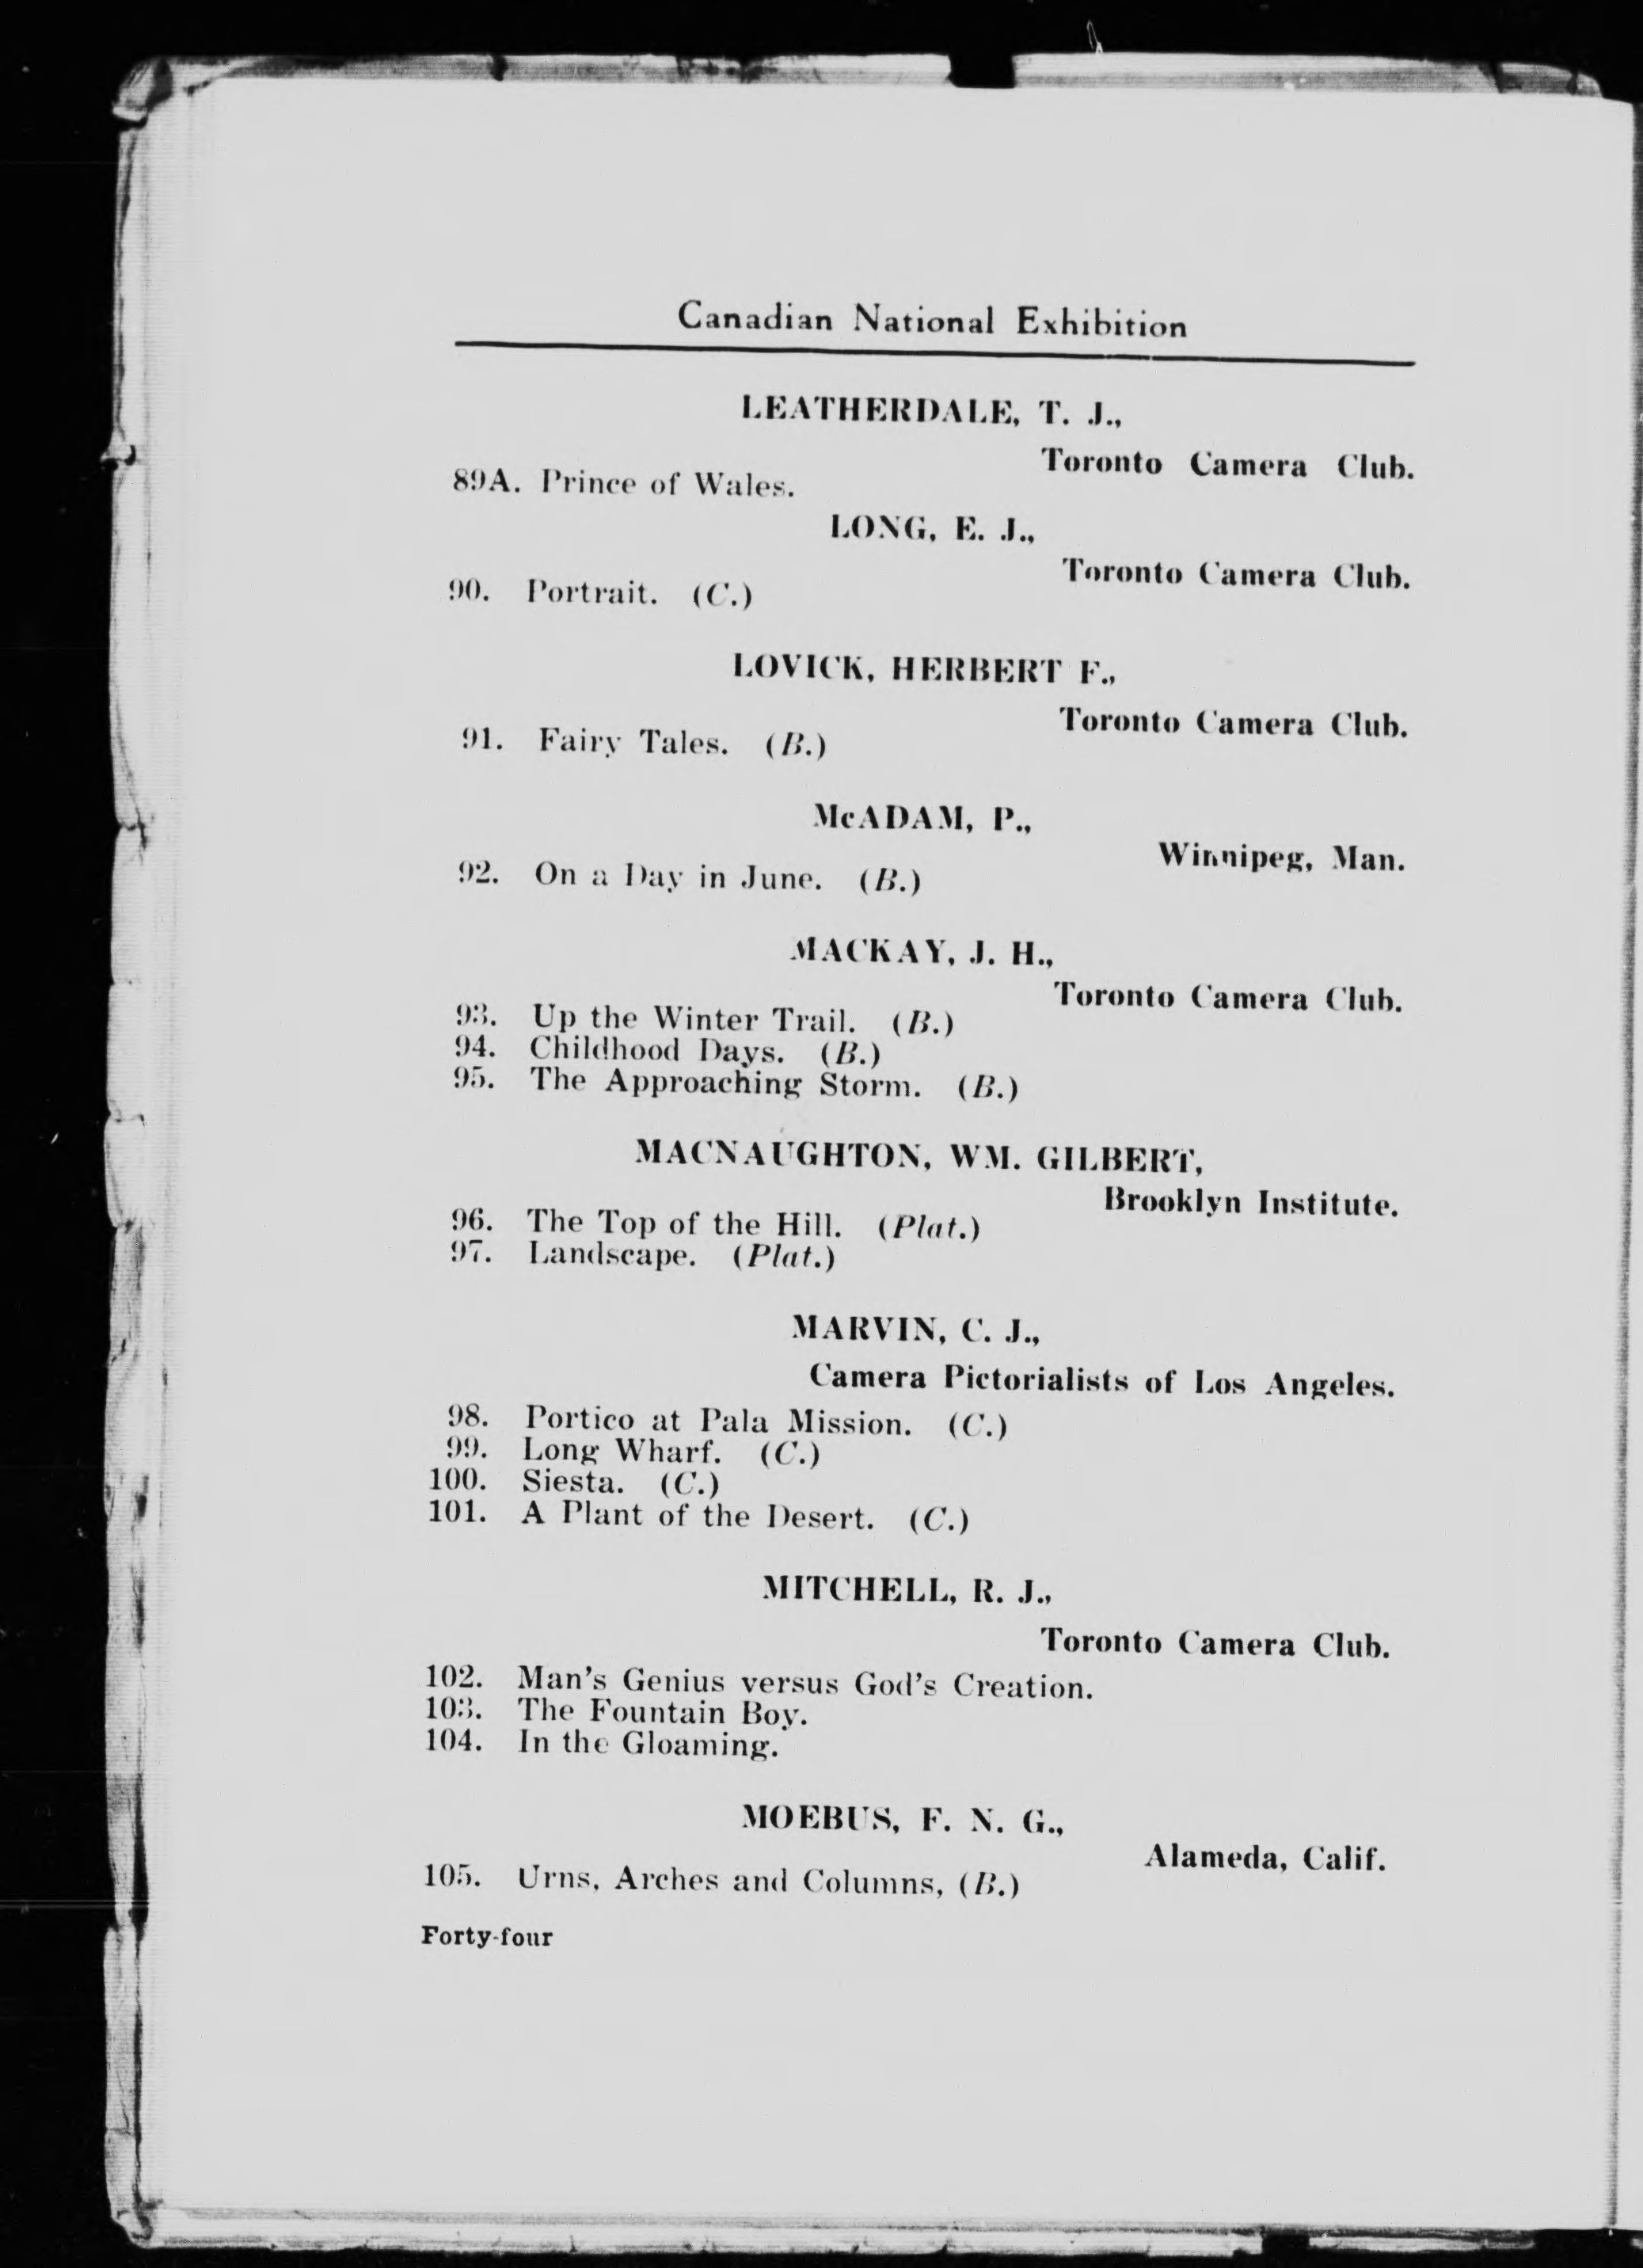 Canadian National Exhibition
LEATHERDALE, T. J.,
Toronto Camera Club.
89A. Prince of Wales.
LONG, E. J.,
Toronto Camera Club.
90. Portrait. (C.)
LOVICK, HERBERT F.,
Toronto Camera Club.
91. Fairy Tales. (B.)
McADAM, P.,
Winnipeg, Man.
92. On a Day in June. (B.)
MACKAY, J. H.,
Toronto Camera Club.
93. Up the Winter Trail. (B.)
94. Childhood Days. (B.)
95. The Approaching Storm. (B.)
MACNAUGHTON, WM. GILBERT,
Brooklyn Institute.
96. The Top of the Hill. (Plat.)
97. Landscape. (Plat.)
MARVIN, C. J.,
Camera Pictorialists of Los Angeles.
98. Portico at Pala Mission. (C.)
99. Long Wharf. (C.)
100. Siesta. (C.)
101. A Plant of the Desert. (C.)
MITCHELL, R. J.,
Toronto Camera Club.
102. Man's Genius versus God's Creation.
103. The Fountain Boy.
104. In the Gloaming.
MOEBUS, F. N. G.,
Alameda, Calif.
105. Urns, Arches and Columns, (B.)
Forty-four